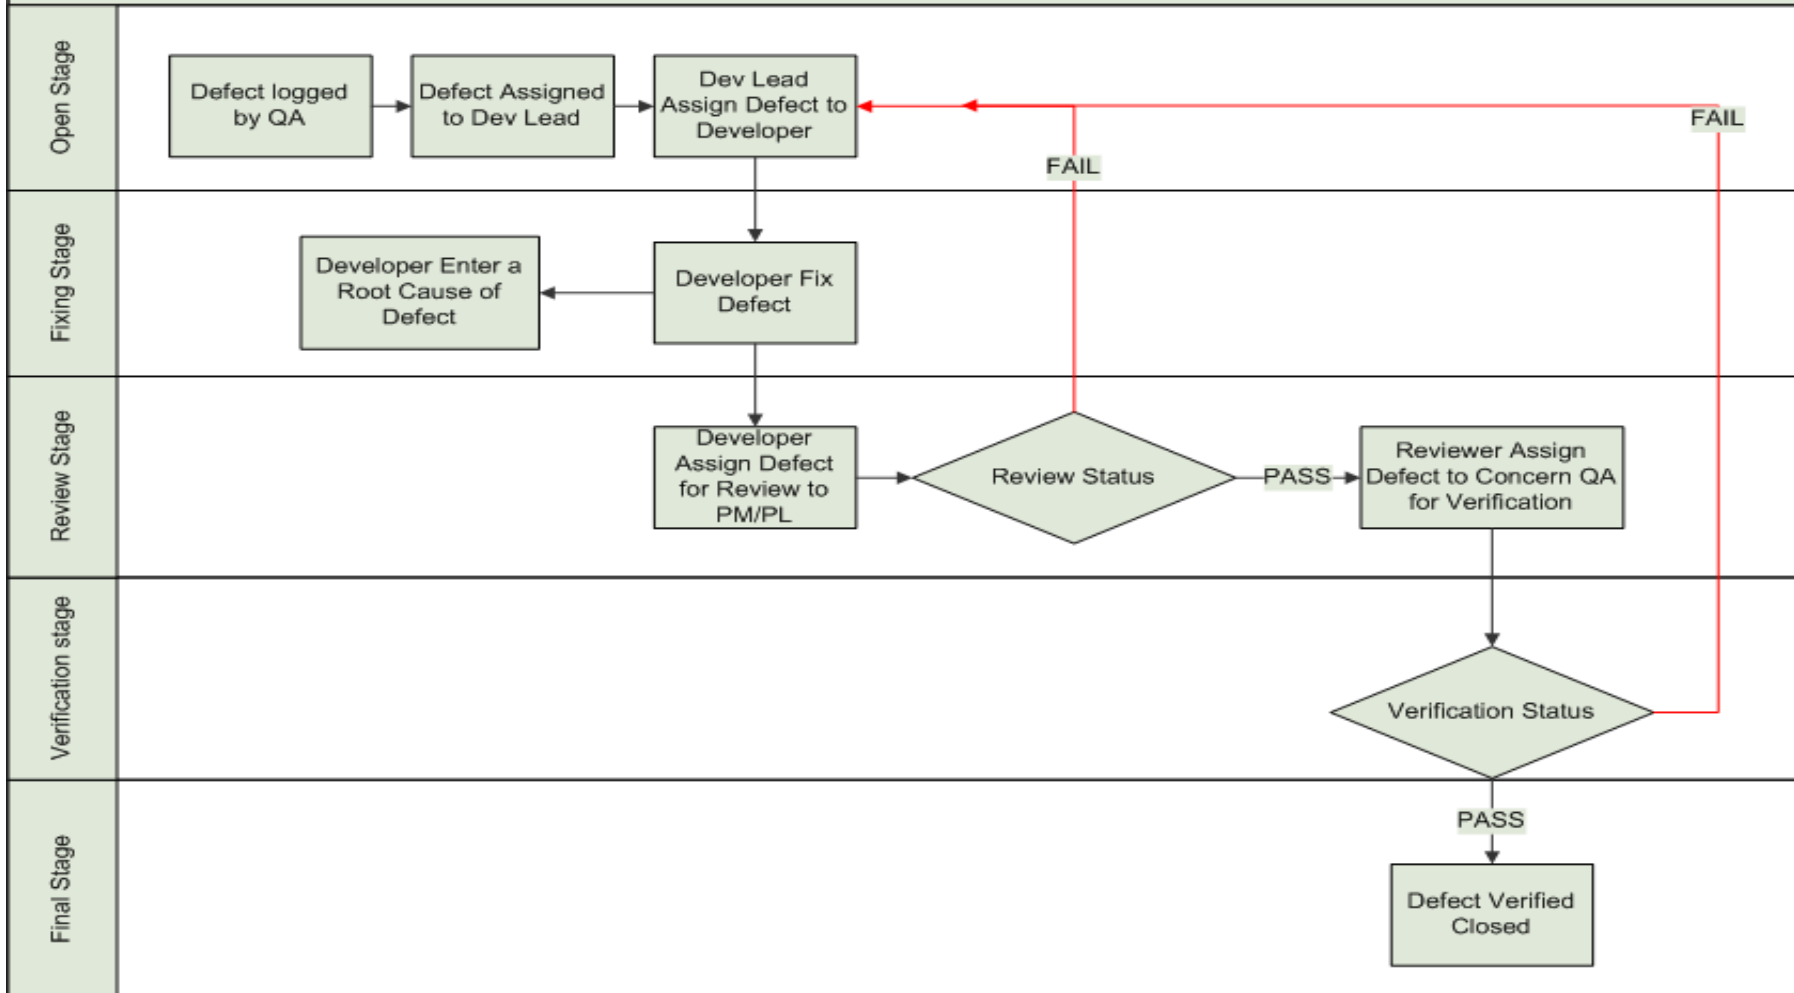 Open Stage
Defect logged
by QA
Defect Assigned
to Dev Lead
Dev Lead
Assign Defect to
Developer
FAIL
FAIL
Fixing Stage
Developer Enter a
Root Cause of
Defect
Developer Fix
Defect
Review Stage
Developer
Assign Defect
for Review to
PM/PL
Review Status
PASS
Reviewer Assign
Defect to Concern QA
for Verification
Verification stage
Verification Status
Final Stage
PASS
Defect Verified
Closed